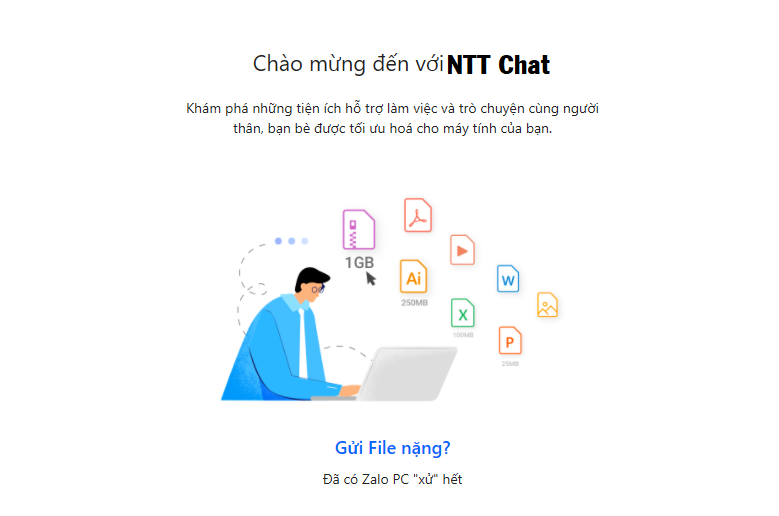 Chào mừng đến với NTT Chat
Khám phá những tiện ích hỗ trợ làm việc và trò chuyện cùng người
thân, bạn bè được tối ưu hoá cho máy tính của bạn.
1GB
Ai
250MB
W
X
100MB
P
25MB
Gửi File nặng?
Đã có Zalo PC "xử" hết